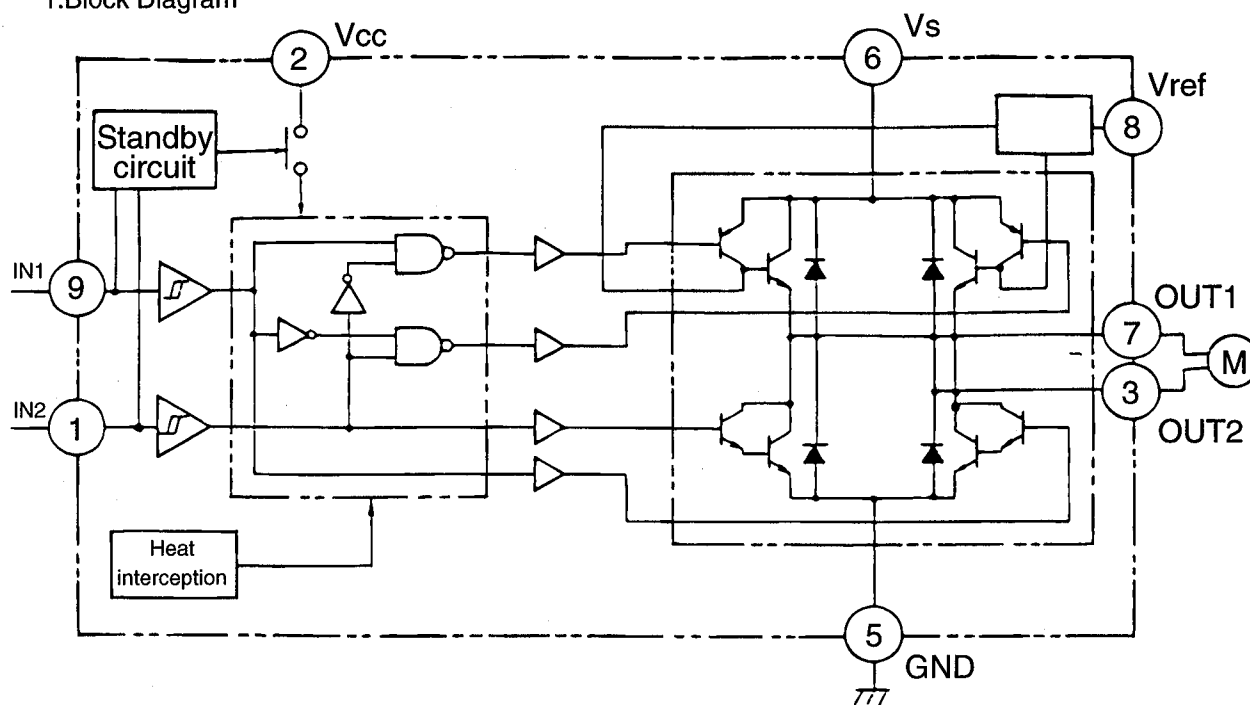 1.Block Diagram
Vcc
2
Vs
6
Vref
8
Standby
circuit
IN1
9
OUT1
7
M
3
OUT2
IN2
1
Heat
interception
5
GND